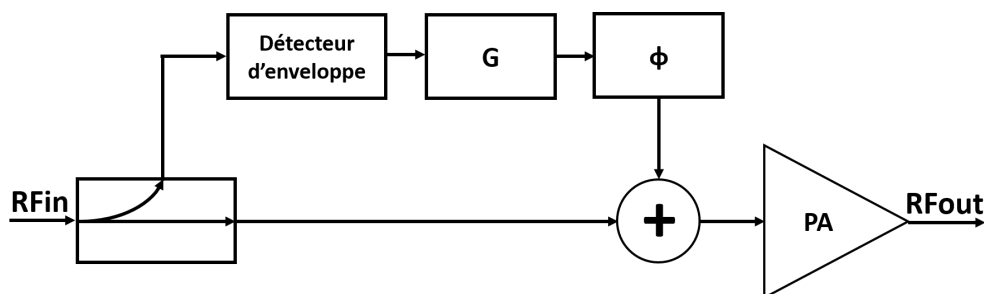 Détecteur
d'enveloppe
G
ф
RFin
+
PA
RFout